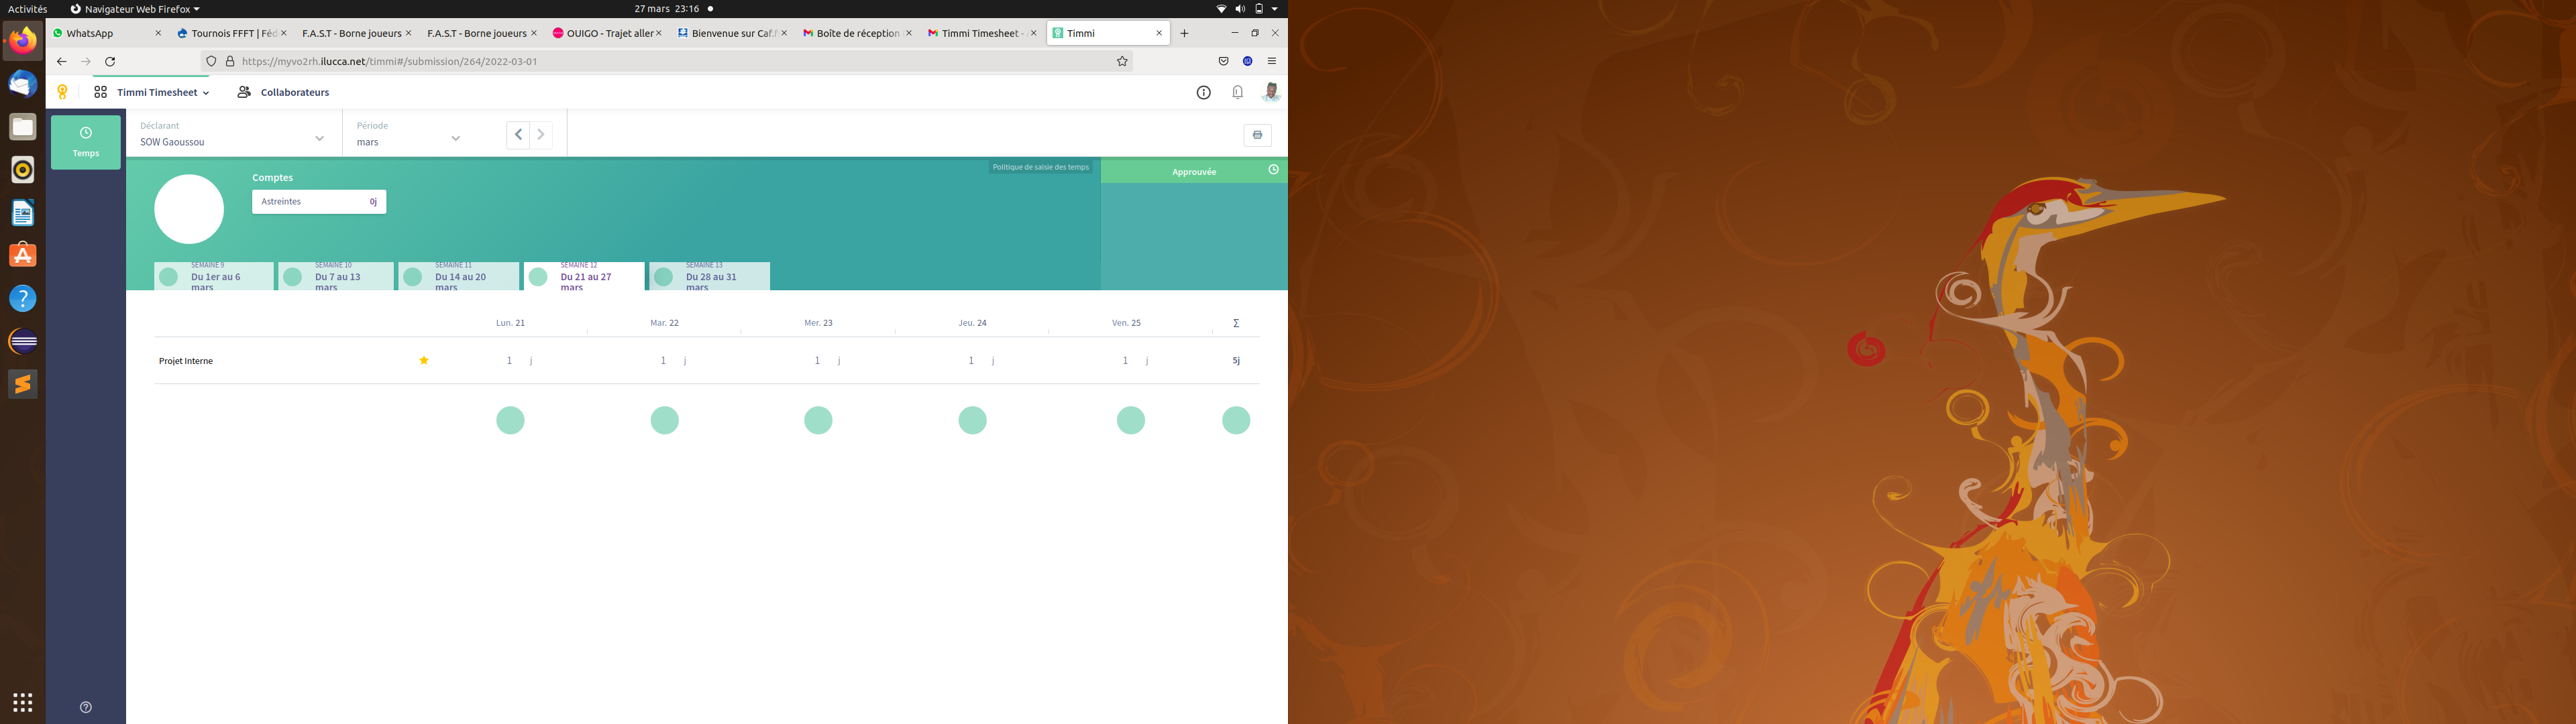 Activités Navigateur Web Firefox 27 mars 23:16
WhatsApp Tournois FFFT | Féd F.A.S.T - Borne joueurs F.A.S.T - Borne joueurs OUIGO - Trajet aller Bienvenue sur Caf.f Boîte de réception Timmi Timesheet - Timmi
https://myvo2rh.ilucca.net/timmi#/submission/264/2022-03-01
Timmi Timesheet Collaborateurs
Temps
Déclarant
SOW Gaoussou
Période
mars
Politique de saisie des temps
Approuvée
Comptes
Astreintes 0j
SEMAINE 9
Du 1er au 6
mars
SEMAINE 10
Du 7 au 13
mars
SEMAINE 11
Du 14 au 20
mars
SEMAINE 12
Du 21 au 27
mars
SEMAINE 13
Du 28 au 31
mars
Lun. 21 Mar. 22 Mer. 23 Jeu. 24 Ven. 25 Σ
Projet Interne 1 j 1 j 1 j 1 j 1 j 5j